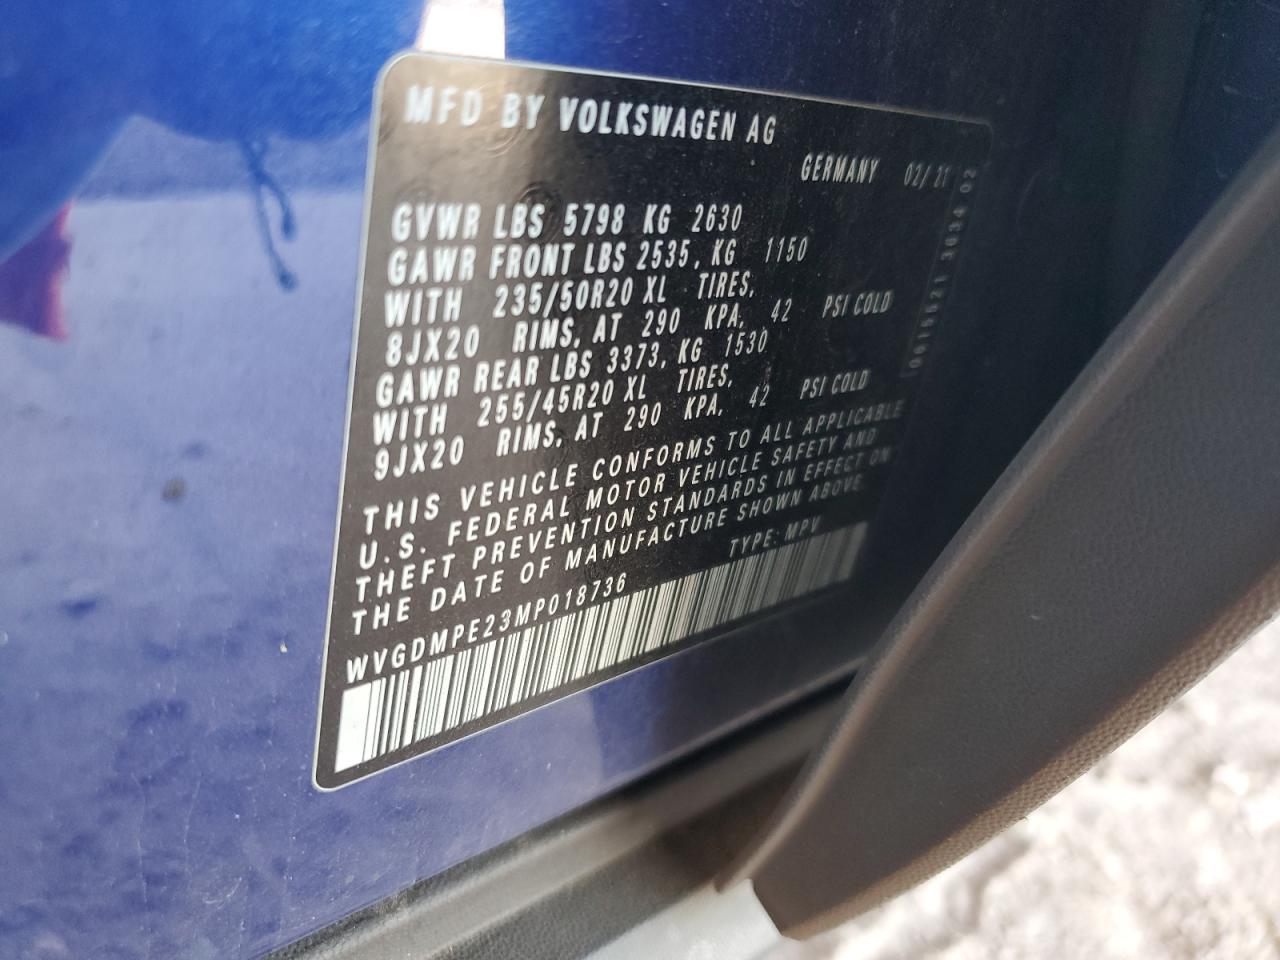 MFD BY VOLKSWAGEN AG
GERMANY 02/21
GVWR LBS 5798 KG 2630
GAWR FRONT LBS 2535, KG 1150
WITH 235/50R20 XL TIRES,
8JX20 RIMS, AT 290 KPA, 42 PSI COLD
GAWR REAR LBS 3373, KG 1530
WITH 255/45R20 XL TIRES,
9JX20 RIMS, AT 290 KPA, 42 PSI COLD
THIS VEHICLE CONFORMS TO ALL APPLICABLE
U.S. FEDERAL MOTOR VEHICLE SAFETY AND
THEFT PREVENTION STANDARDS IN EFFECT ON
THE DATE OF MANUFACTURE SHOWN ABOVE.
WVGDMPE23MP018736 TYPE: MPV
3034 02